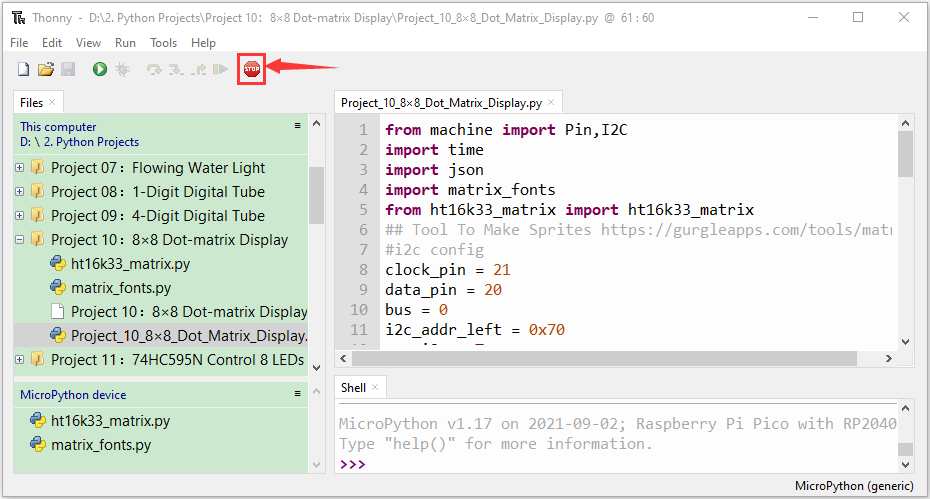 Thonny - D:\2. Python Projects\Project 10：8×8 Dot-matrix Display\Project_10_8×8_Dot_Matrix_Display.py @ 61 : 60
File Edit View Run Tools Help
STOP
Files
This computer
D: \ 2. Python Projects
Project 07：Flowing Water Light
Project 08：1-Digit Digital Tube
Project 09：4-Digit Digital Tube
Project 10：8×8 Dot-matrix Display
ht16k33_matrix.py
matrix_fonts.py
Project 10：8×8 Dot-matrix Display
Project_10_8×8_Dot_Matrix_Display.
Project 11：74HC595N Control 8 LEDs
MicroPython device
ht16k33_matrix.py
matrix_fonts.py
Project_10_8×8_Dot_Matrix_Display.py
1 from machine import Pin,I2C
2 import time
3 import json
4 import matrix_fonts
5 from ht16k33_matrix import ht16k33_matrix
6 ## Tool To Make Sprites https://gurgleapps.com/tools/mat
7 #i2c config
8 clock_pin = 21
9 data_pin = 20
10 bus = 0
11 i2c_addr_left = 0x70
Shell
MicroPython v1.17 on 2021-09-02; Raspberry Pi Pico with RP2040
Type "help()" for more information.
>>>
MicroPython (generic)